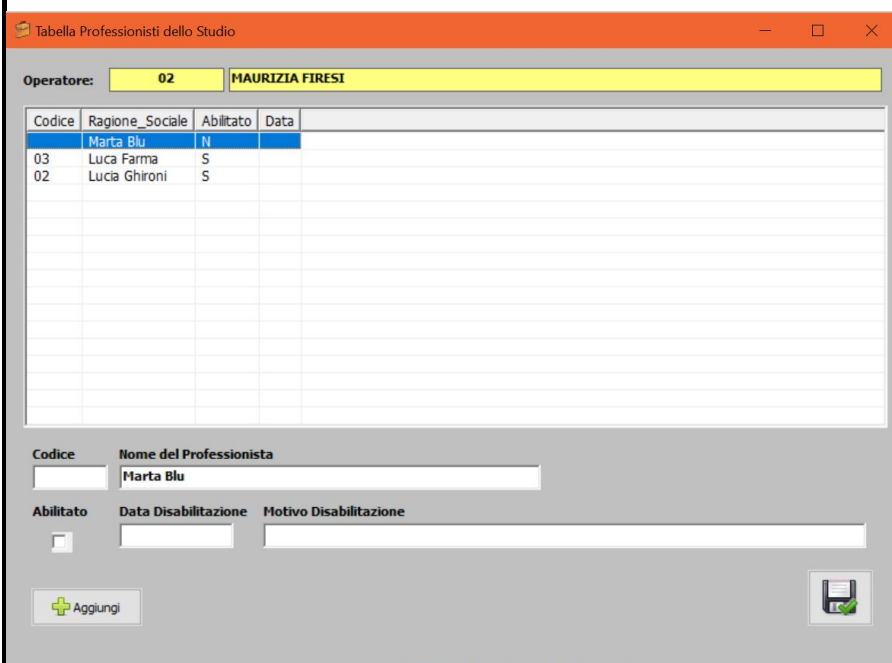 Tabella Professionisti dello Studio
Operatore: 02 MAURIZIA FIRESI
Codice Ragione_Sociale Abilitato Data
Marta Blu N
03 Luca Farma S
02 Lucia Ghironi S
Codice Nome del Professionista
Marta Blu
Abilitato Data Disabilitazione Motivo Disabilitazione
Aggiungi